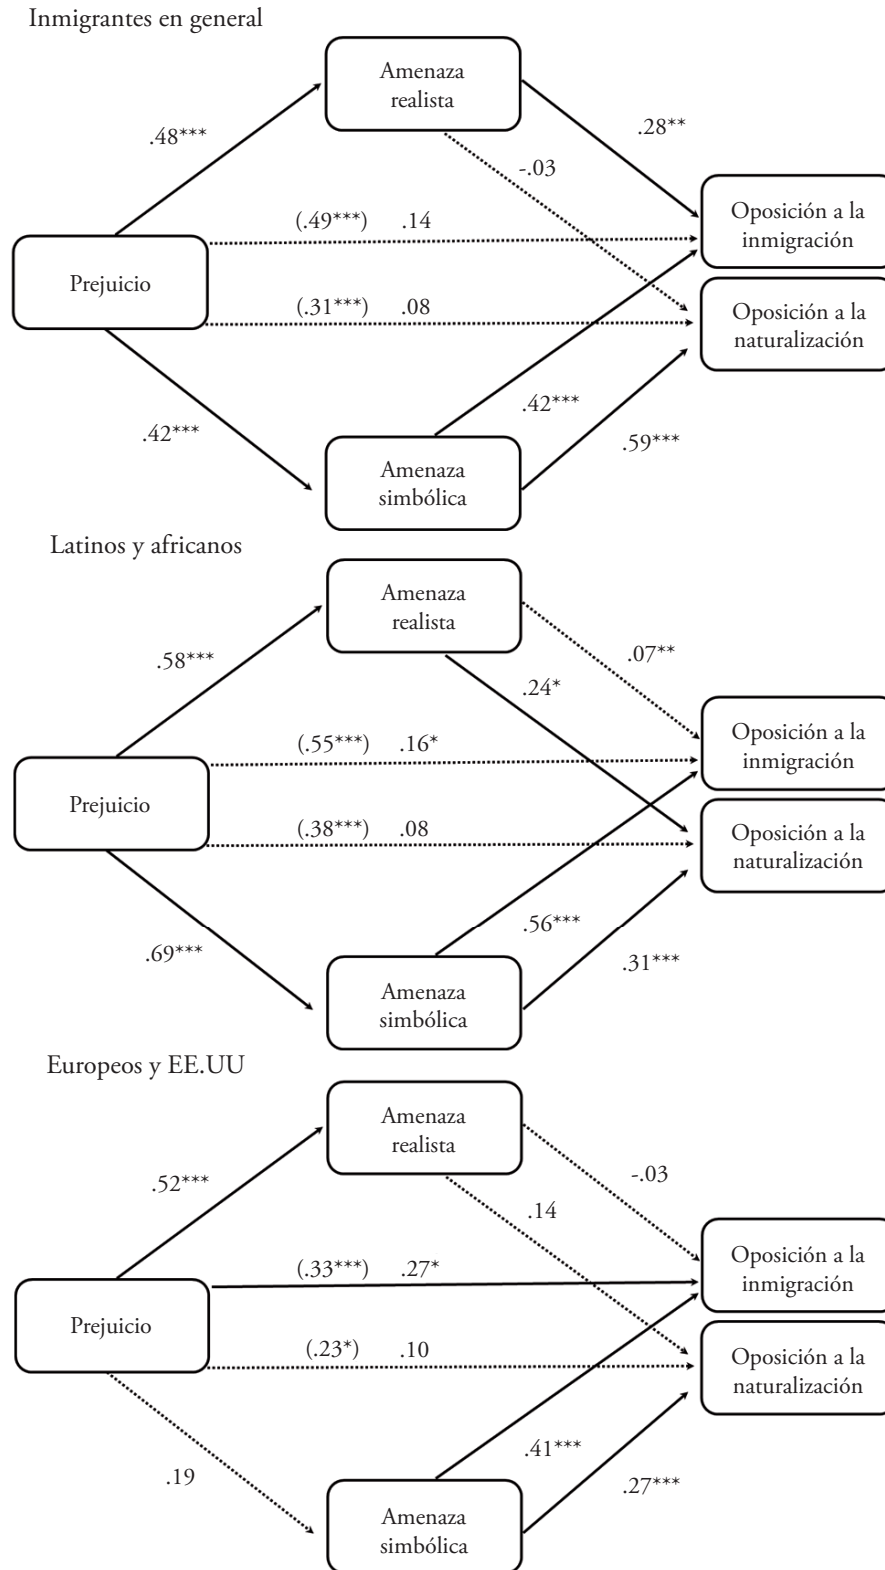 Inmigrantes en general
Amenaza
realista
.48***
.28**
-.03
(.49***) .14
Oposición a la
inmigración
Prejuicio
(.31***) .08
Oposición a la
naturalización
.42***
.42***
.59***
Amenaza
simbólica
Latinos y africanos
Amenaza
realista
.58***
.07**
.24*
(.55***) .16*
Oposición a la
inmigración
Prejuicio
(.38***) .08
Oposición a la
naturalización
.69***
.56***
.31***
Amenaza
simbólica
Europeos y EE.UU
Amenaza
realista
.52***
-.03
.14
(.33***) .27*
Oposición a la
inmigración
Prejuicio
(.23*) .10
Oposición a la
naturalización
.19
.41***
.27***
Amenaza
simbólica